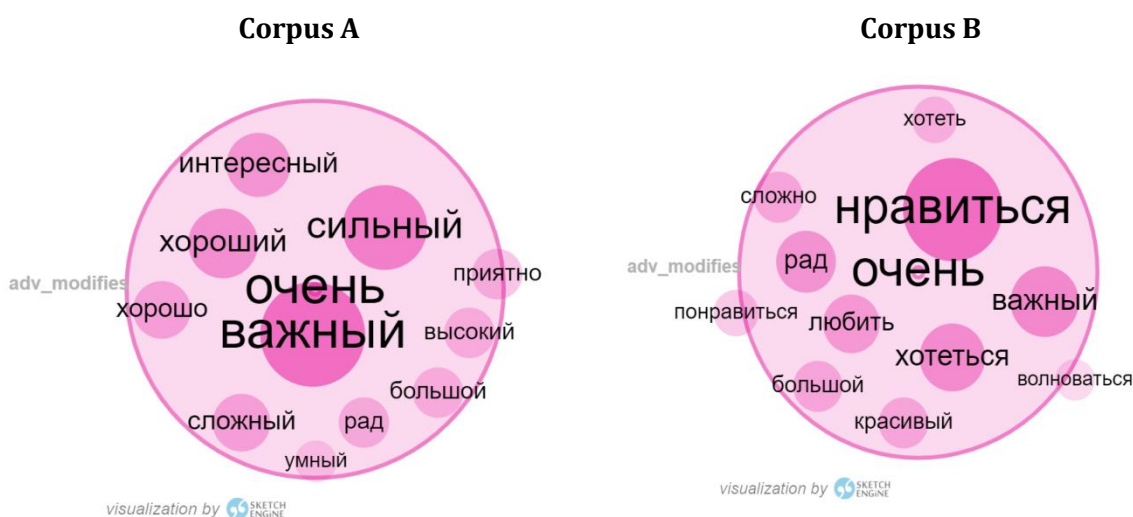 Corpus A
интересный
сильный
хороший
очень
приятно
adv_modifies
хорошо
важный
высокий
большой
сложный
рад
умный
visualization by SKETCH ENGINE
Corpus B
хотеть
сложно
нравиться
adv_modifies
рад
очень
важный
понравиться
любить
хотеться
большой
волноваться
красивый
visualization by SKETCH ENGINE